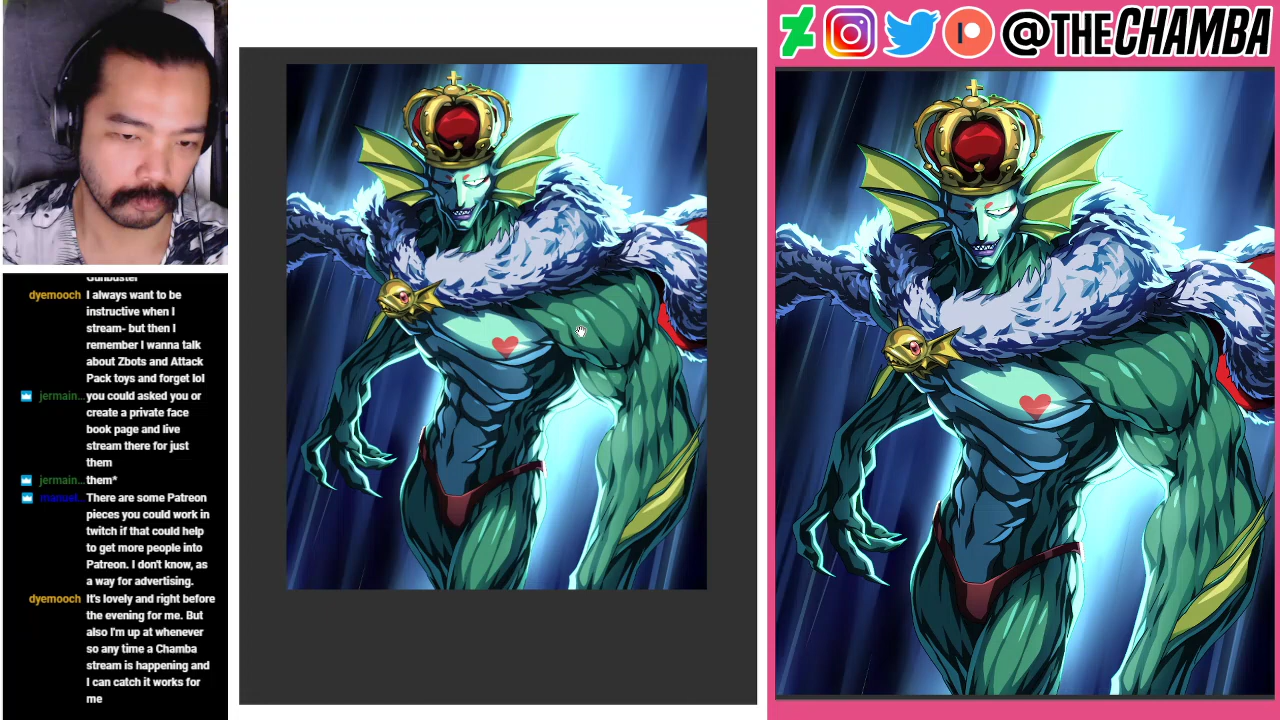 @THECHAMBA
Gunbuster
dyemooch I always want to be
instructive when I
stream- but then I
remember I wanna talk
about Zbots and Attack
Pack toys and forget lol
jermain... you could asked you or
create a private face
book page and live
stream there for just
them
jermain... them*
manuel... There are some Patreon
pieces you could work in
twitch if that could help
to get more people into
Patreon. I don't know, as
a way for advertising.
dyemooch It's lovely and right before
the evening for me. But
also I'm up at whenever
so any time a Chamba
stream is happening and
I can catch it works for
me